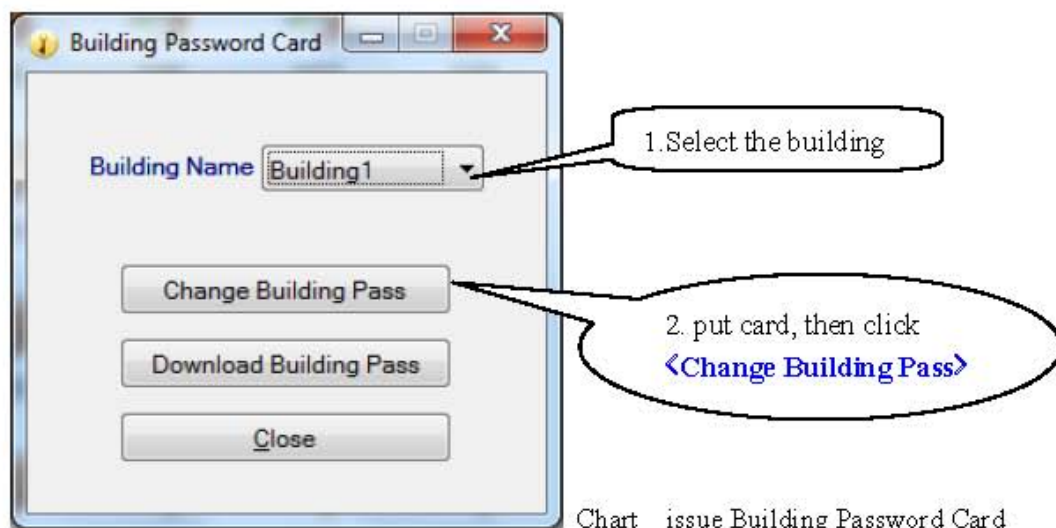 Building Password Card
Building Name Building1
1.Select the building
Change Building Pass
2. put card, then click
<Change Building Pass>
Download Building Pass
Close
Chart issue Building Password Card